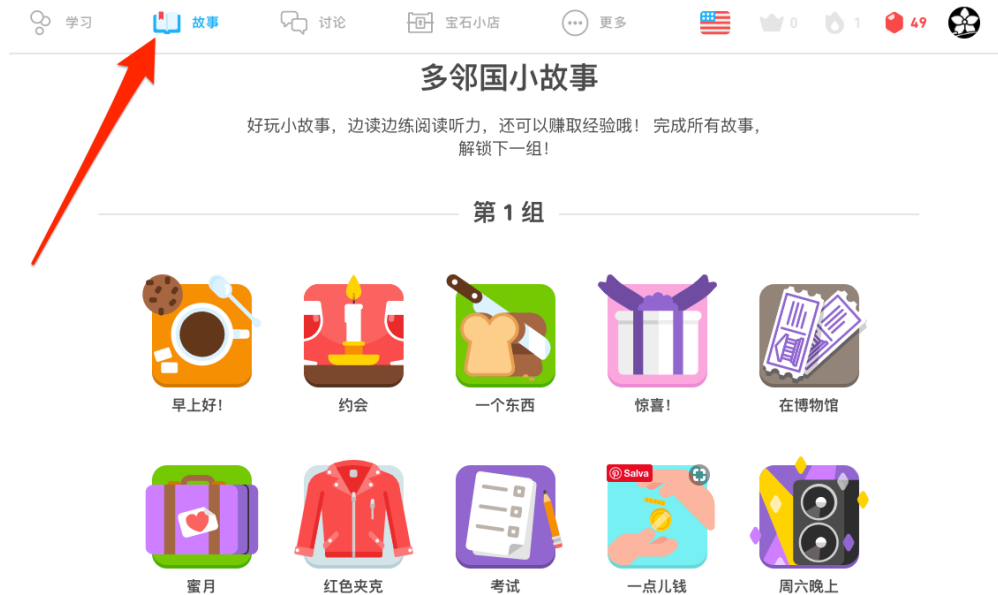 学习
故事
讨论
宝石小店
更多
0
1
49
多邻国小故事
好玩小故事，边读边练阅读听力，还可以赚取经验哦！ 完成所有故事，
解锁下一组！
第 1 组
早上好！
约会
一个东西
惊喜！
在博物馆
Salva
蜜月
红色夹克
考试
一点儿钱
周六晚上